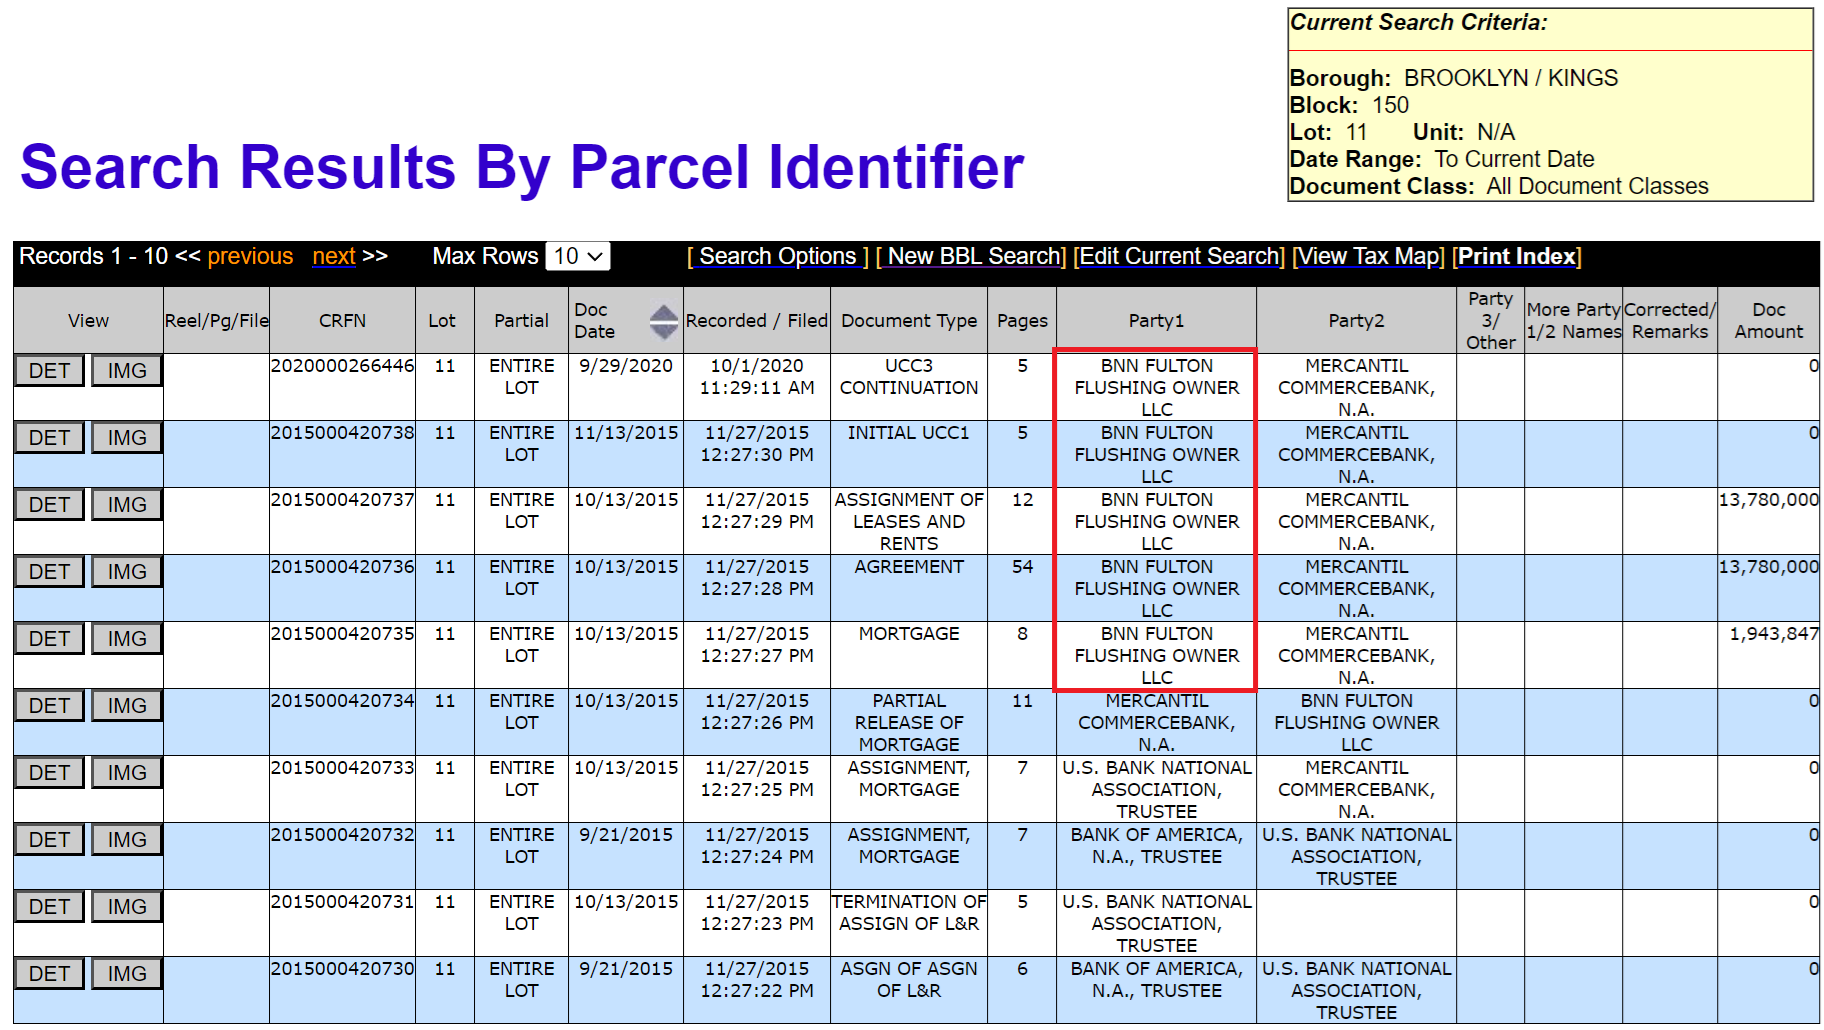 Current Search Criteria:
Borough: BROOKLYN / KINGS
Block: 150
Lot: 11 Unit: N/A
Date Range: To Current Date
Document Class: All Document Classes
Search Results By Parcel Identifier
Records 1 - 10 << previous next >> Max Rows 10 [ Search Options ] [ New BBL Search] [Edit Current Search] [View Tax Map] [Print Index]
View Reel/Pg/File CRFN Lot Partial Doc Date Recorded / Filed Document Type Pages Party1 Party2 Party 3/ Other More Party 1/2 Names Corrected/ Remarks Doc Amount
DET IMG 2020000266446 11 ENTIRE LOT 9/29/2020 10/1/2020 11:29:11 AM UCC3 CONTINUATION 5 BNN FULTON FLUSHING OWNER LLC MERCANTIL COMMERCEBANK, N.A. 0
DET IMG 2015000420738 11 ENTIRE LOT 11/13/2015 11/27/2015 12:27:30 PM INITIAL UCC1 5 BNN FULTON FLUSHING OWNER LLC MERCANTIL COMMERCEBANK, N.A. 0
DET IMG 2015000420737 11 ENTIRE LOT 10/13/2015 11/27/2015 12:27:29 PM ASSIGNMENT OF LEASES AND RENTS 12 BNN FULTON FLUSHING OWNER LLC MERCANTIL COMMERCEBANK, N.A. 13,780,000
DET IMG 2015000420736 11 ENTIRE LOT 10/13/2015 11/27/2015 12:27:28 PM AGREEMENT 54 BNN FULTON FLUSHING OWNER LLC MERCANTIL COMMERCEBANK, N.A. 13,780,000
DET IMG 2015000420735 11 ENTIRE LOT 10/13/2015 11/27/2015 12:27:27 PM MORTGAGE 8 BNN FULTON FLUSHING OWNER LLC MERCANTIL COMMERCEBANK, N.A. 1,943,847
DET IMG 2015000420734 11 ENTIRE LOT 10/13/2015 11/27/2015 12:27:26 PM PARTIAL RELEASE OF MORTGAGE 11 MERCANTIL COMMERCEBANK, N.A. BNN FULTON FLUSHING OWNER LLC 0
DET IMG 2015000420733 11 ENTIRE LOT 10/13/2015 11/27/2015 12:27:25 PM ASSIGNMENT, MORTGAGE 7 U.S. BANK NATIONAL ASSOCIATION, TRUSTEE MERCANTIL COMMERCEBANK, N.A. 0
DET IMG 2015000420732 11 ENTIRE LOT 9/21/2015 11/27/2015 12:27:24 PM ASSIGNMENT, MORTGAGE 7 BANK OF AMERICA, N.A., TRUSTEE U.S. BANK NATIONAL ASSOCIATION, TRUSTEE 0
DET IMG 2015000420731 11 ENTIRE LOT 10/13/2015 11/27/2015 12:27:23 PM TERMINATION OF ASSIGN OF L&R 5 U.S. BANK NATIONAL ASSOCIATION, TRUSTEE 0
DET IMG 2015000420730 11 ENTIRE LOT 9/21/2015 11/27/2015 12:27:22 PM ASGN OF ASGN OF L&R 6 BANK OF AMERICA, N.A., TRUSTEE U.S. BANK NATIONAL ASSOCIATION, TRUSTEE 0